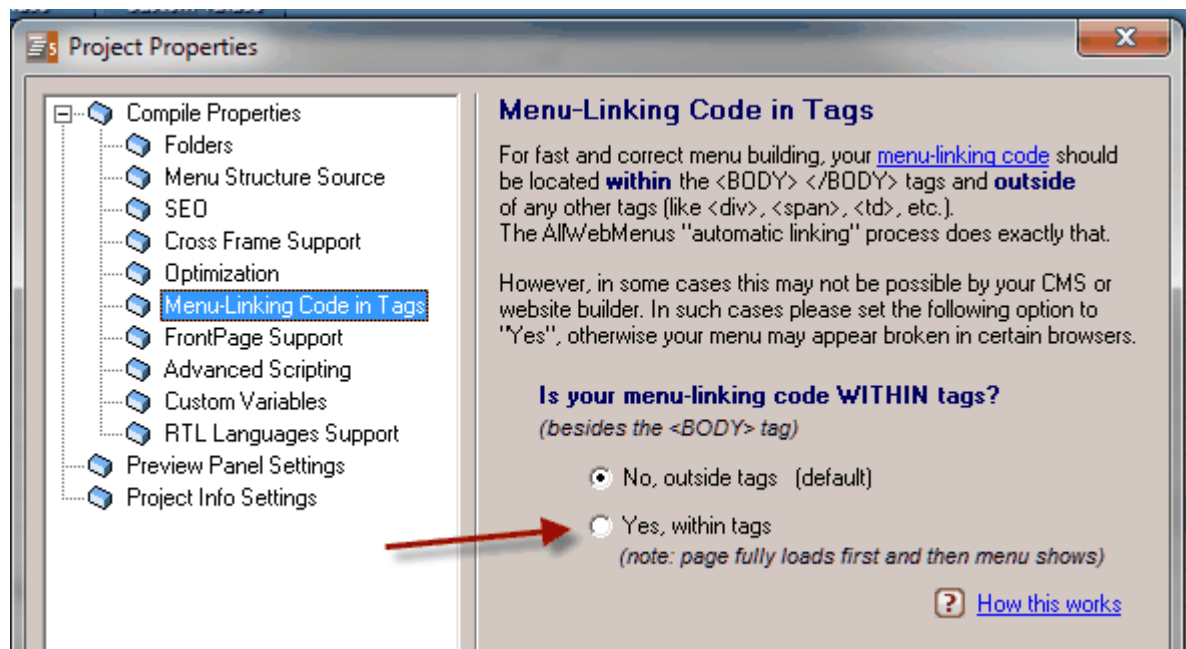 Project Properties
Compile Properties
Folders
Menu Structure Source
SEO
Cross Frame Support
Optimization
Menu-Linking Code in Tags
FrontPage Support
Advanced Scripting
Custom Variables
RTL Languages Support
Preview Panel Settings
Project Info Settings
Menu-Linking Code in Tags
For fast and correct menu building, your menu-linking code should
be located within the <BODY> </BODY> tags and outside
of any other tags (like <div>, <span>, <td>, etc.).
The AllWebMenus "automatic linking" process does exactly that.
However, in some cases this may not be possible by your CMS or
website builder. In such cases please set the following option to
"Yes", otherwise your menu may appear broken in certain browsers.
Is your menu-linking code WITHIN tags?
(besides the <BODY> tag)
No, outside tags (default)
Yes, within tags
(note: page fully loads first and then menu shows)
? How this works